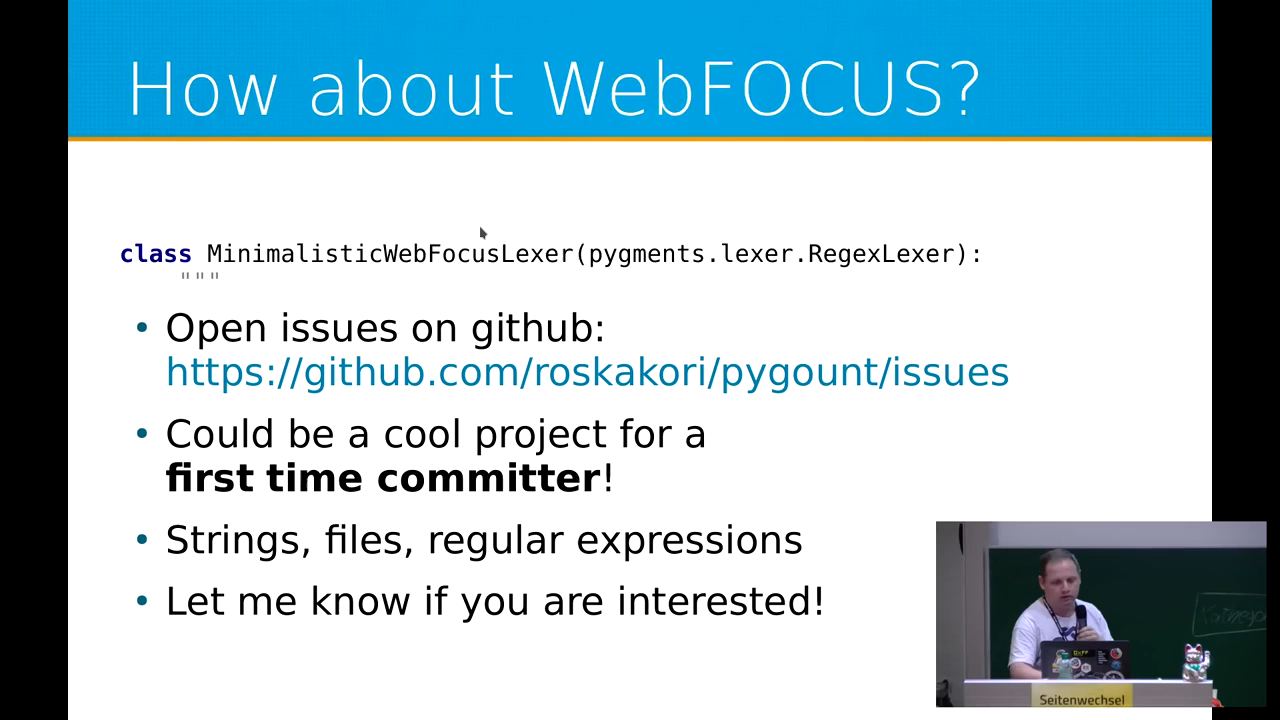 How about WebFOCUS?
class MinimalisticWebFocusLexer(pygments.lexer.RegexLexer):
"""
• Open issues on github:
https://github.com/roskakori/pygount/issues
• Could be a cool project for a
first time committer!
• Strings, files, regular expressions
• Let me know if you are interested!
Seitenwechsel